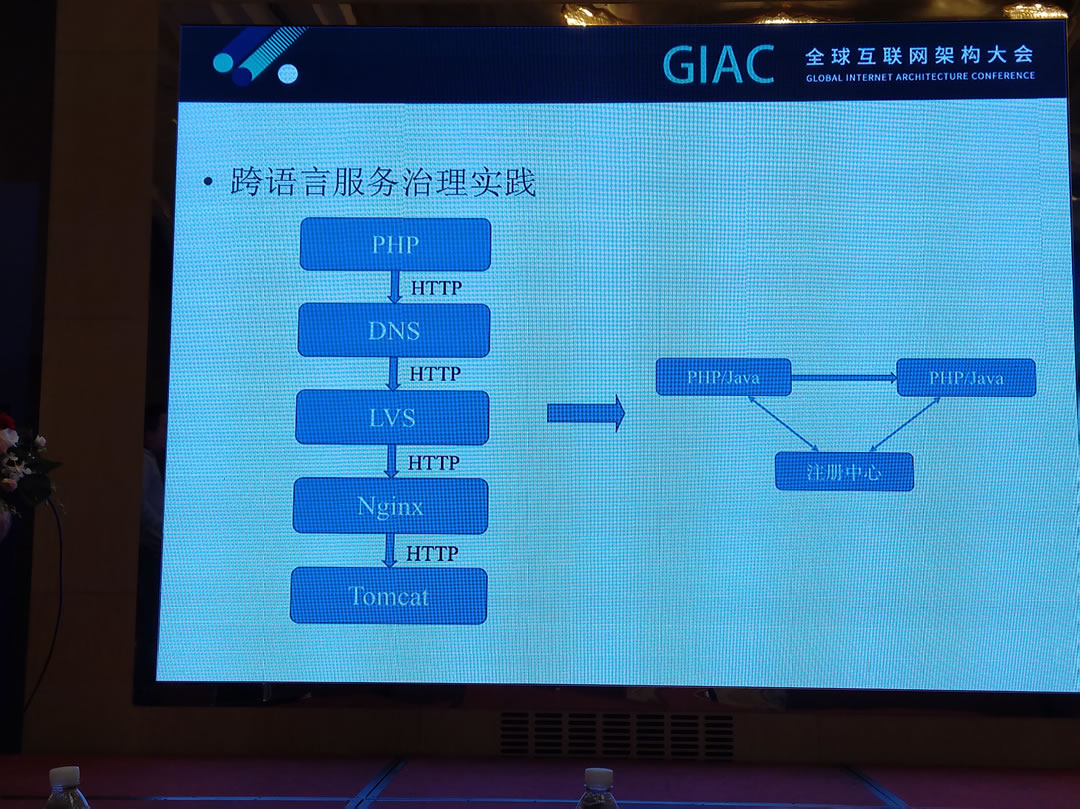 GIAC
全球互联网架构大会
GLOBAL INTERNET ARCHITECTURE CONFERENCE
• 跨语言服务治理实践
PHP
HTTP
DNS
HTTP
LVS
HTTP
Nginx
HTTP
Tomcat
PHP/Java
PHP/Java
注册中心